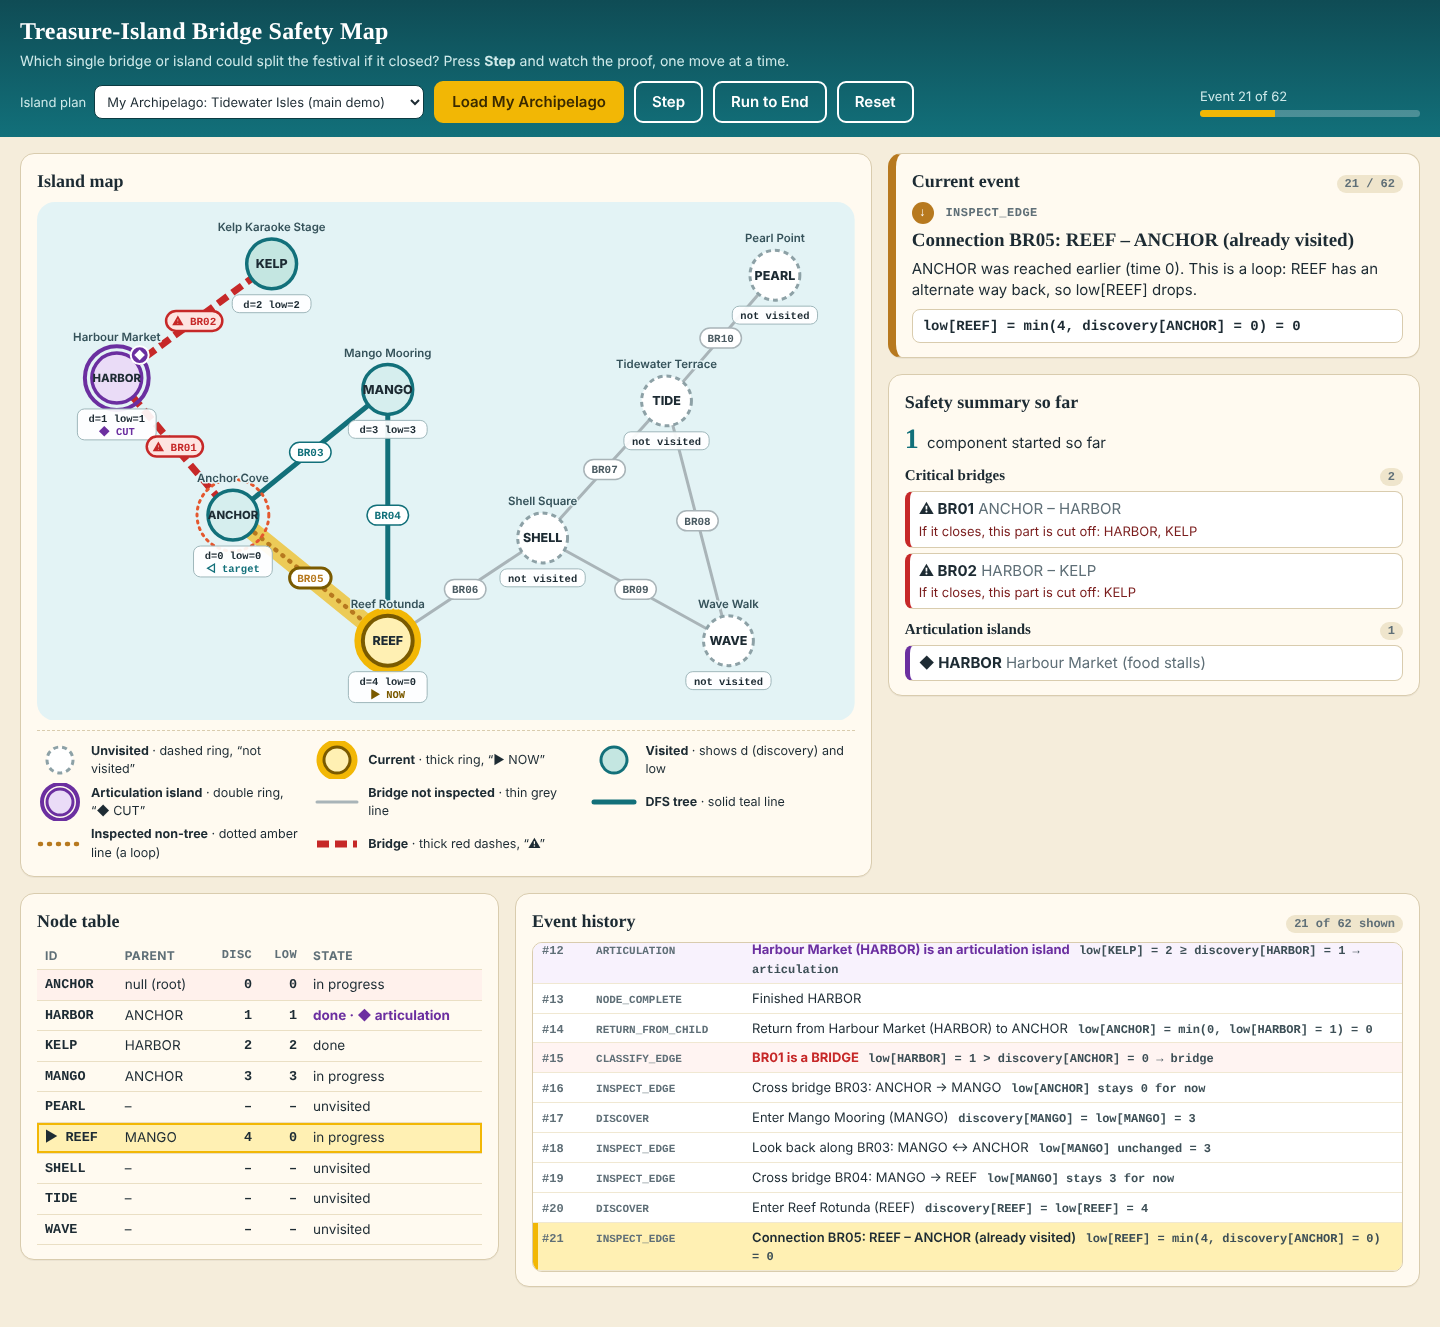 Treasure-Island Bridge Safety Map
Which single bridge or island could split the festival if it closed? Press Step and watch the proof, one move at a time.
Island plan
My Archipelago: Tidewater Isles (main demo)
Load My Archipelago
Step
Run to End
Reset
Event 21 of 62
Island map
Kelp Karaoke Stage
KELP
d=2 low=2
Pearl Point
PEARL
not visited
⚠ BR02
BR10
Harbour Market
HARBOR
d=1 low=1
◆ CUT
Mango Mooring
MANGO
d=3 low=3
Tidewater Terrace
TIDE
not visited
⚠ BR01
BR03
BR07
Anchor Cove
ANCHOR
d=0 low=0
◁ target
BR04
Shell Square
SHELL
not visited
BR08
BR05
BR06
BR09
Reef Rotunda
REEF
d=4 low=0
▶ NOW
Wave Walk
WAVE
not visited
Unvisited · dashed ring, “not
visited”
Current · thick ring, “▶ NOW”
Visited · shows d (discovery) and
low
Articulation island · double ring,
“◆ CUT”
Bridge not inspected · thin grey
line
DFS tree · solid teal line
Inspected non-tree · dotted amber
line (a loop)
Bridge · thick red dashes, “⚠”
Current event
21 / 62
↓ INSPECT_EDGE
Connection BR05: REEF – ANCHOR (already visited)
ANCHOR was reached earlier (time 0). This is a loop: REEF has an
alternate way back, so low[REEF] drops.
low[REEF] = min(4, discovery[ANCHOR] = 0) = 0
Safety summary so far
1 component started so far
Critical bridges
2
⚠ BR01 ANCHOR – HARBOR
If it closes, this part is cut off: HARBOR, KELP
⚠ BR02 HARBOR – KELP
If it closes, this part is cut off: KELP
Articulation islands
1
◆ HARBOR Harbour Market (food stalls)
Node table
ID PARENT DISC LOW STATE
ANCHOR null (root) 0 0 in progress
HARBOR ANCHOR 1 1 done · ◆ articulation
KELP HARBOR 2 2 done
MANGO ANCHOR 3 3 in progress
PEARL – – – unvisited
▶ REEF MANGO 4 0 in progress
SHELL – – – unvisited
TIDE – – – unvisited
WAVE – – – unvisited
Event history
21 of 62 shown
#12 ARTICULATION Harbour Market (HARBOR) is an articulation island low[KELP] = 2 ≥ discovery[HARBOR] = 1 →
articulation
#13 NODE_COMPLETE Finished HARBOR
#14 RETURN_FROM_CHILD Return from Harbour Market (HARBOR) to ANCHOR low[ANCHOR] = min(0, low[HARBOR] = 1) = 0
#15 CLASSIFY_EDGE BR01 is a BRIDGE low[HARBOR] = 1 > discovery[ANCHOR] = 0 → bridge
#16 INSPECT_EDGE Cross bridge BR03: ANCHOR → MANGO low[ANCHOR] stays 0 for now
#17 DISCOVER Enter Mango Mooring (MANGO) discovery[MANGO] = low[MANGO] = 3
#18 INSPECT_EDGE Look back along BR03: MANGO ↔ ANCHOR low[MANGO] unchanged = 3
#19 INSPECT_EDGE Cross bridge BR04: MANGO → REEF low[MANGO] stays 3 for now
#20 DISCOVER Enter Reef Rotunda (REEF) discovery[REEF] = low[REEF] = 4
#21 INSPECT_EDGE Connection BR05: REEF – ANCHOR (already visited) low[REEF] = min(4, discovery[ANCHOR] = 0)
= 0